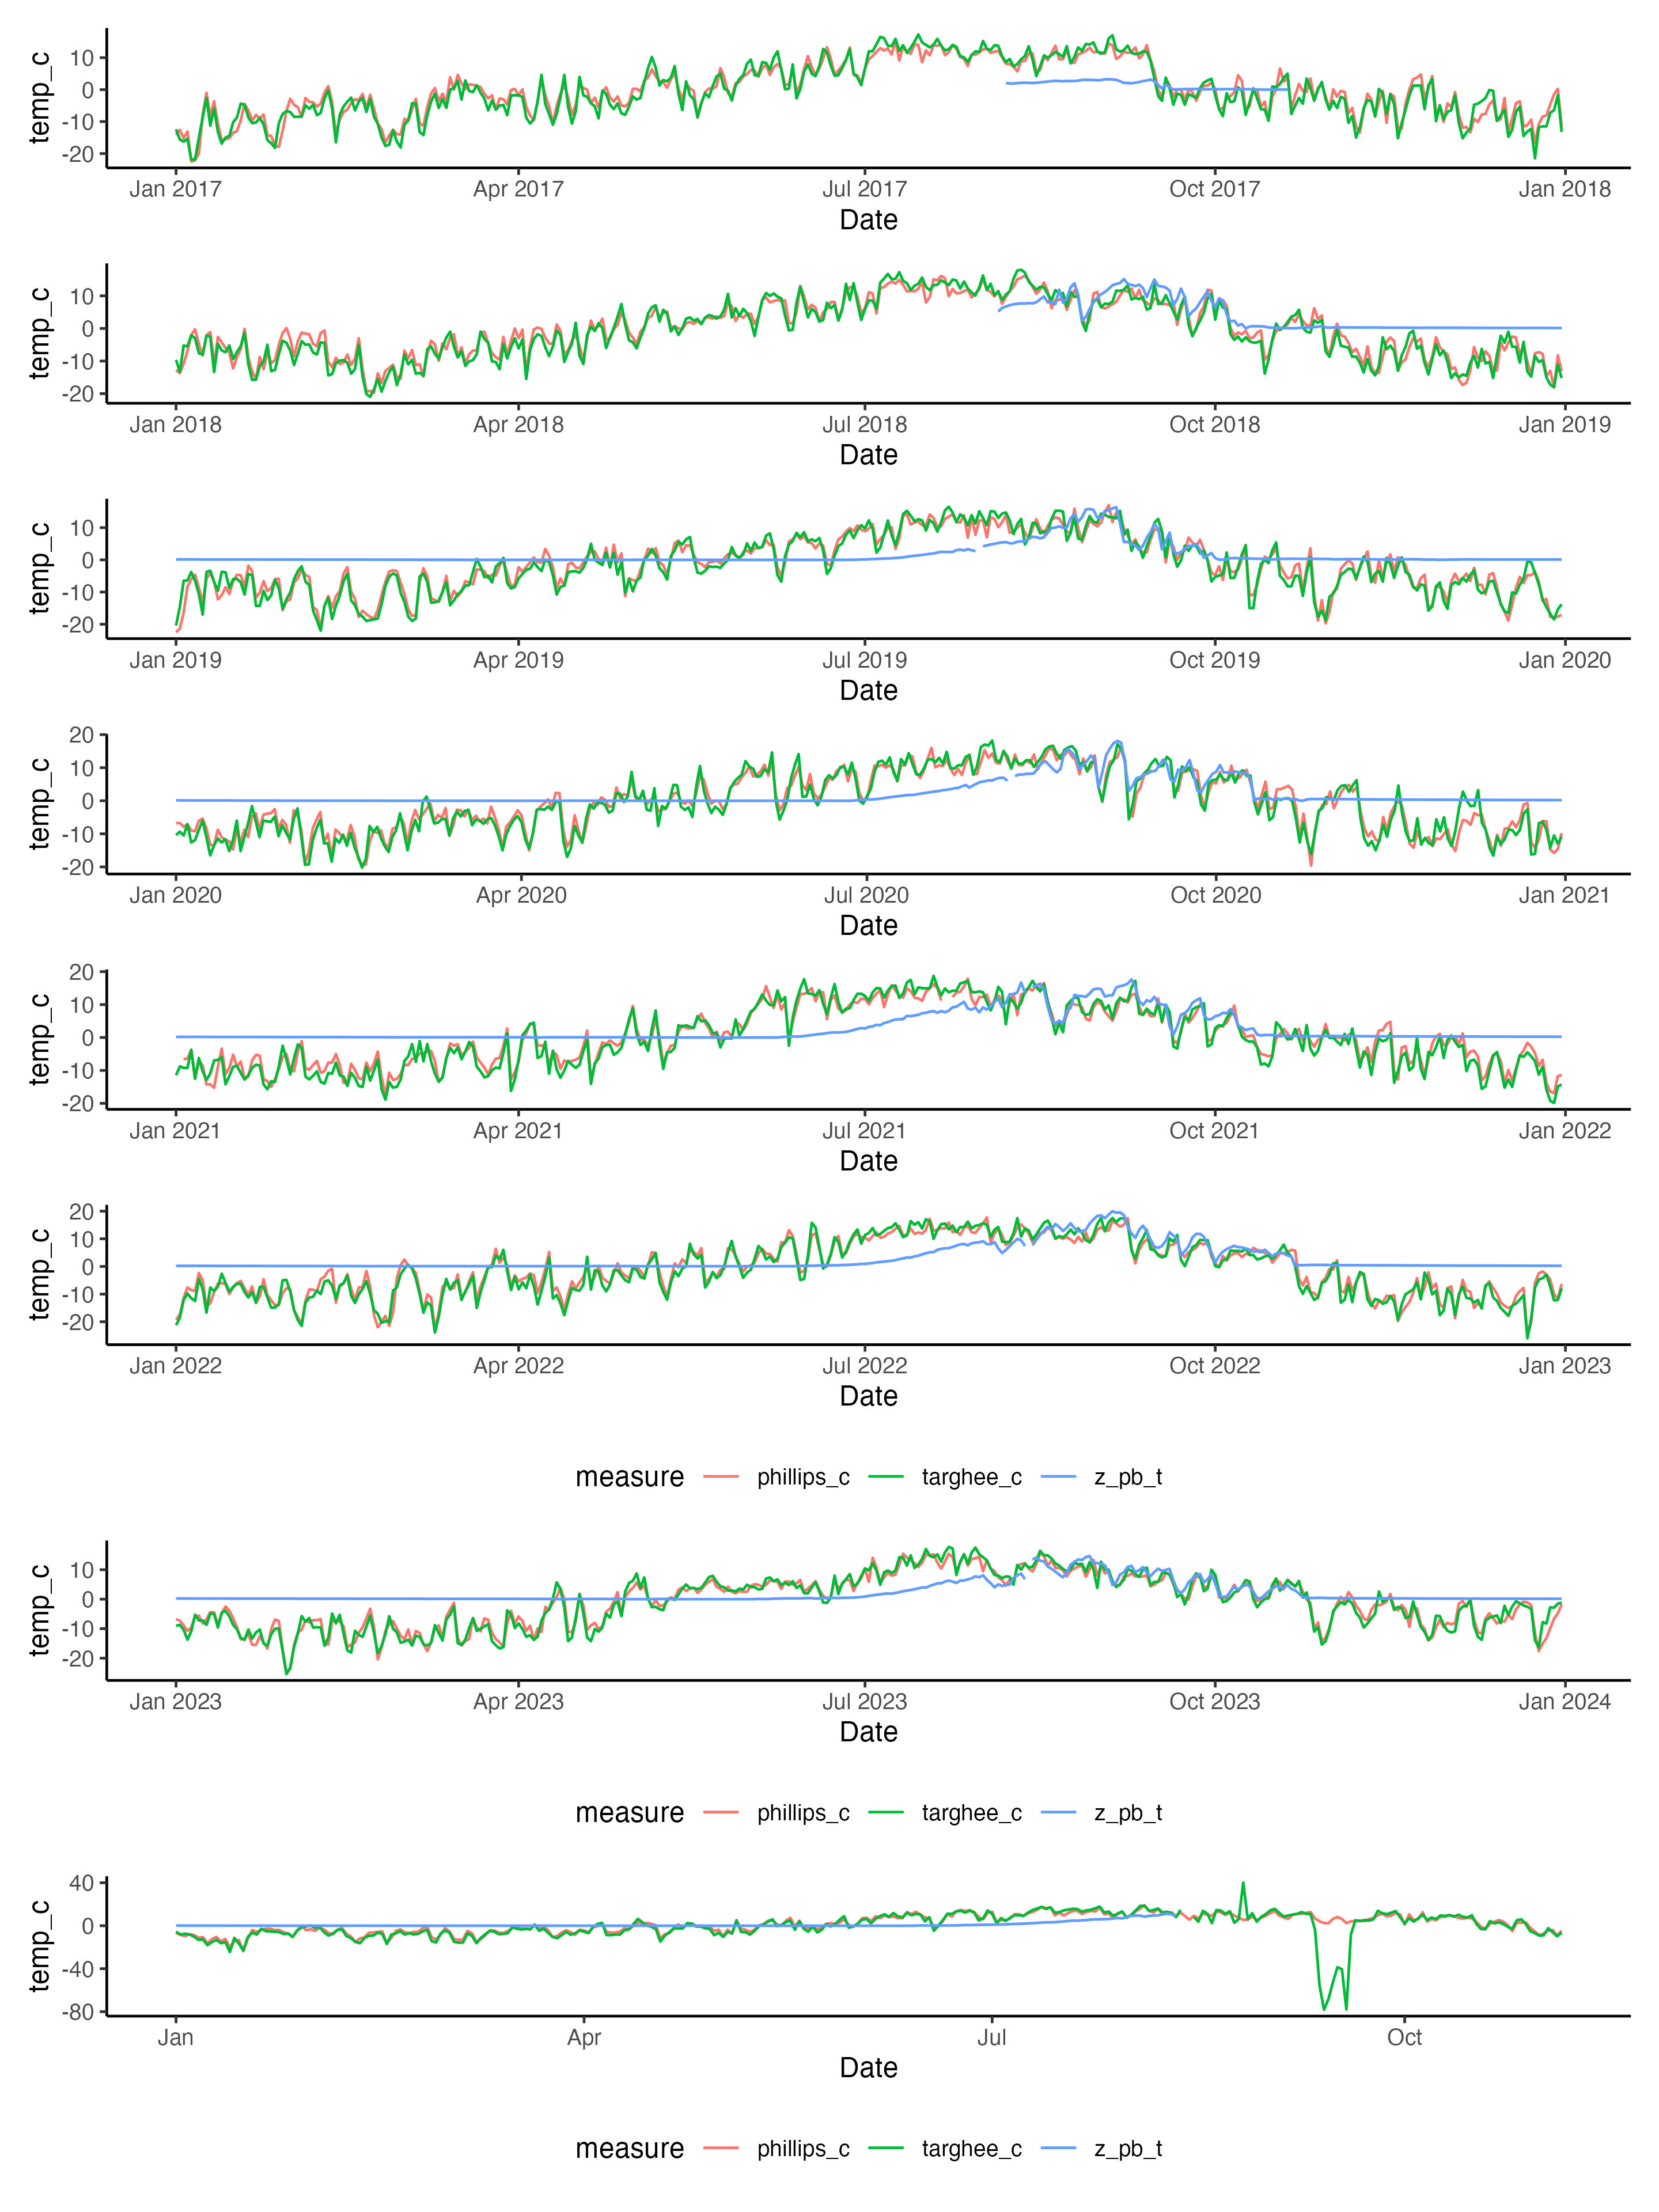 temp_c
10
0
-10
-20
Jan 2017 Apr 2017 Jul 2017 Oct 2017 Jan 2018
Date
temp_c
10
0
-10
-20
Jan 2018 Apr 2018 Jul 2018 Oct 2018 Jan 2019
Date
temp_c
10
0
-10
-20
Jan 2019 Apr 2019 Jul 2019 Oct 2019 Jan 2020
Date
temp_c
20
10
0
-10
-20
Jan 2020 Apr 2020 Jul 2020 Oct 2020 Jan 2021
Date
temp_c
20
10
0
-10
-20
Jan 2021 Apr 2021 Jul 2021 Oct 2021 Jan 2022
Date
temp_c
20
10
0
-10
-20
Jan 2022 Apr 2022 Jul 2022 Oct 2022 Jan 2023
Date
measure phillips_c targhee_c z_pb_t
temp_c
10
0
-10
-20
Jan 2023 Apr 2023 Jul 2023 Oct 2023 Jan 2024
Date
measure phillips_c targhee_c z_pb_t
temp_c
40
0
-40
-80
Jan Apr Jul Oct
Date
measure phillips_c targhee_c z_pb_t